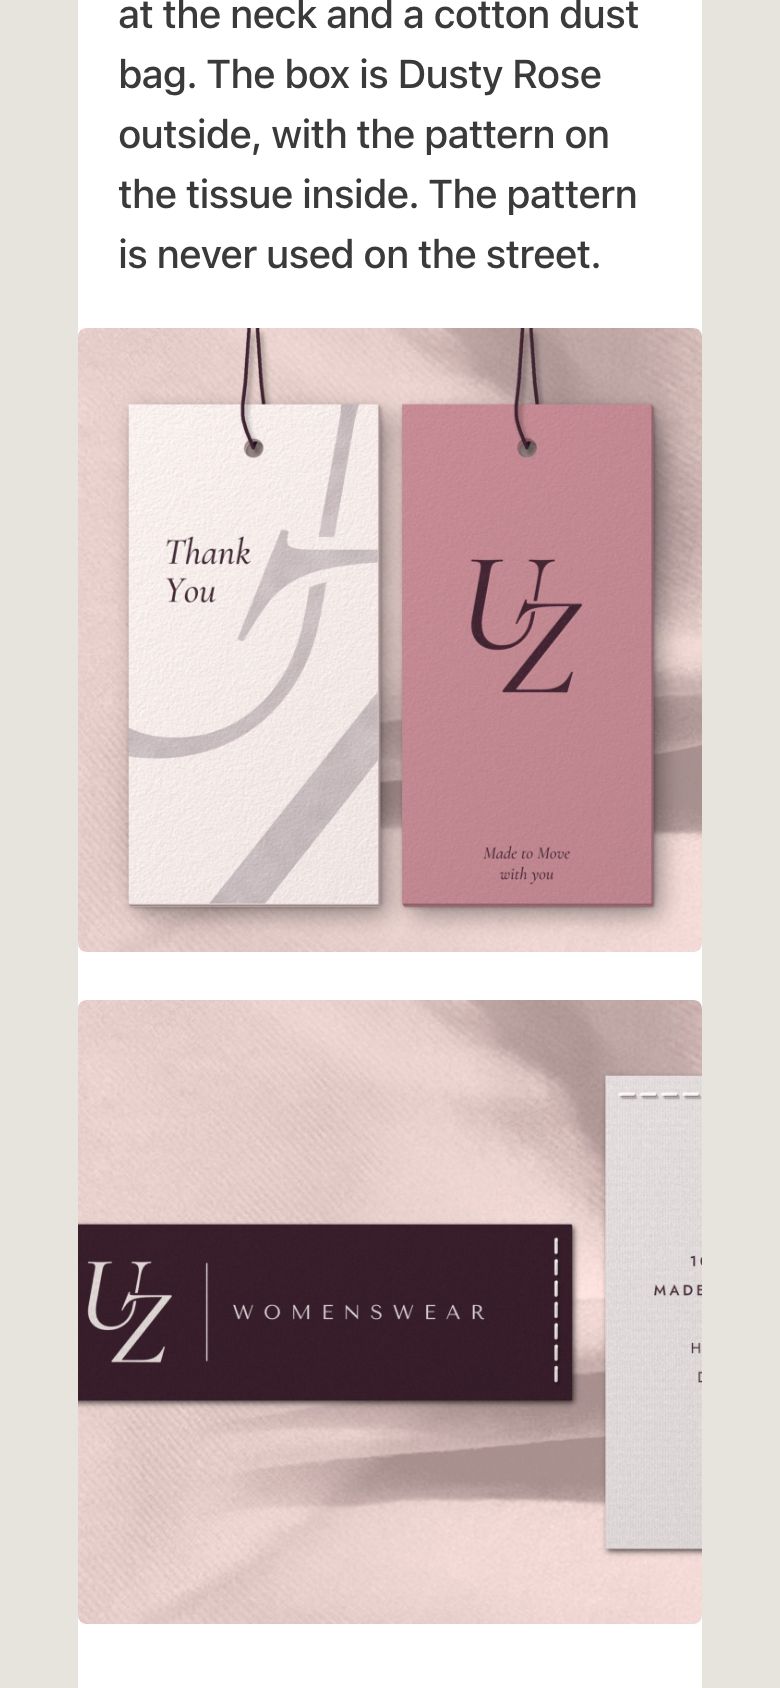 at the neck and a cotton dust
bag. The box is Dusty Rose
outside, with the pattern on
the tissue inside. The pattern
is never used on the street.
Thank
You
UZ
Made to Move
with you
UZ
WOMENSWEAR
MADE
H